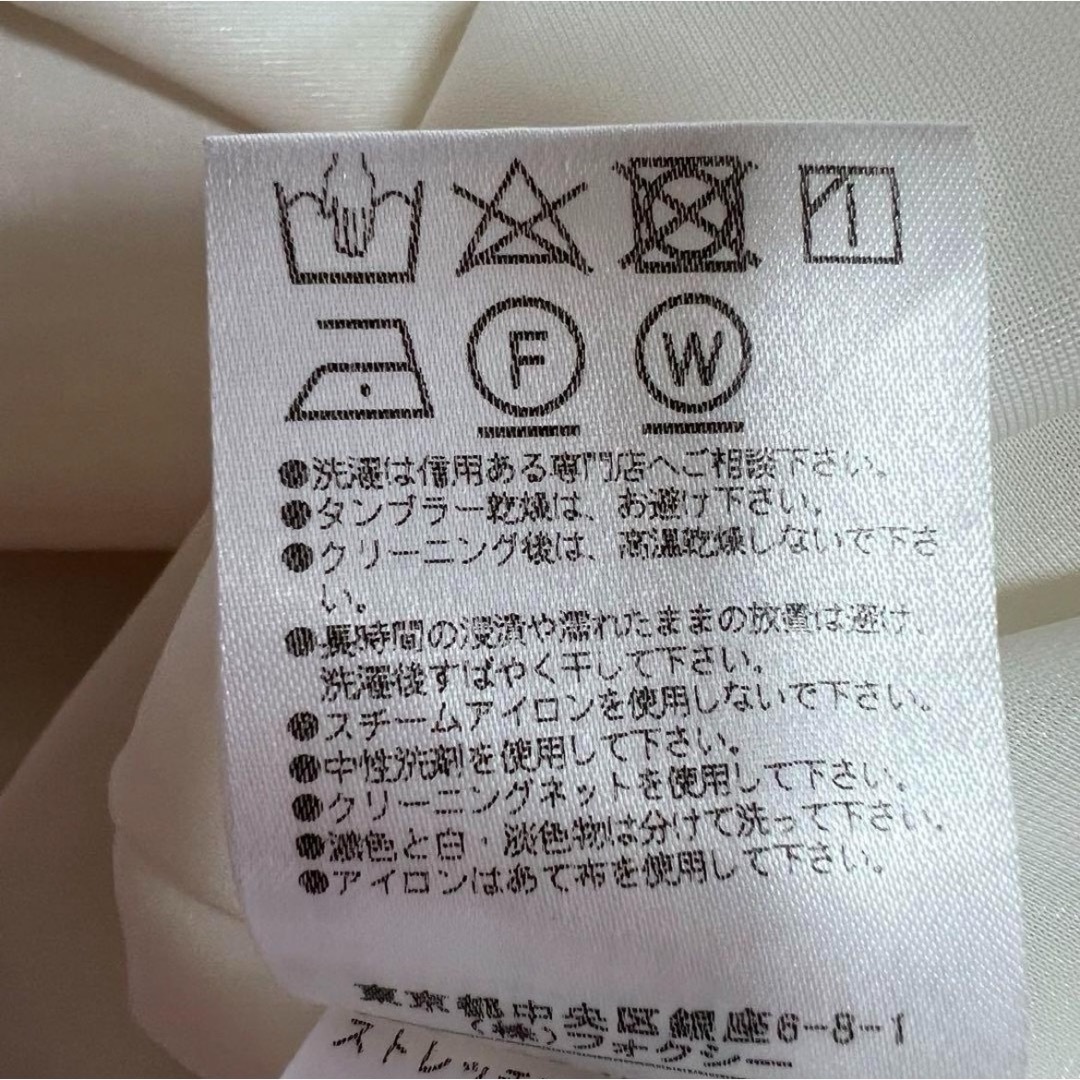 F W
●洗濯は信用ある専門店へご相談下さい。
●タンブラー乾燥は、お避け下さい。
●クリーニング後は、高温乾燥しないで下さ
い。
●長時間の浸漬や濡れたままの放置は避け、
洗濯後すばやく干して下さい。
●スチームアイロンを使用しないで下さい。
●中性洗剤を使用して下さい。
●クリーニングネットを使用して下さい。
●濃色と白・淡色物は分けて洗って下さい。
●アイロンはあて布を使用して下さい。
東京都中央区銀座6-8-1
(株)フォクシー
ストレッチ